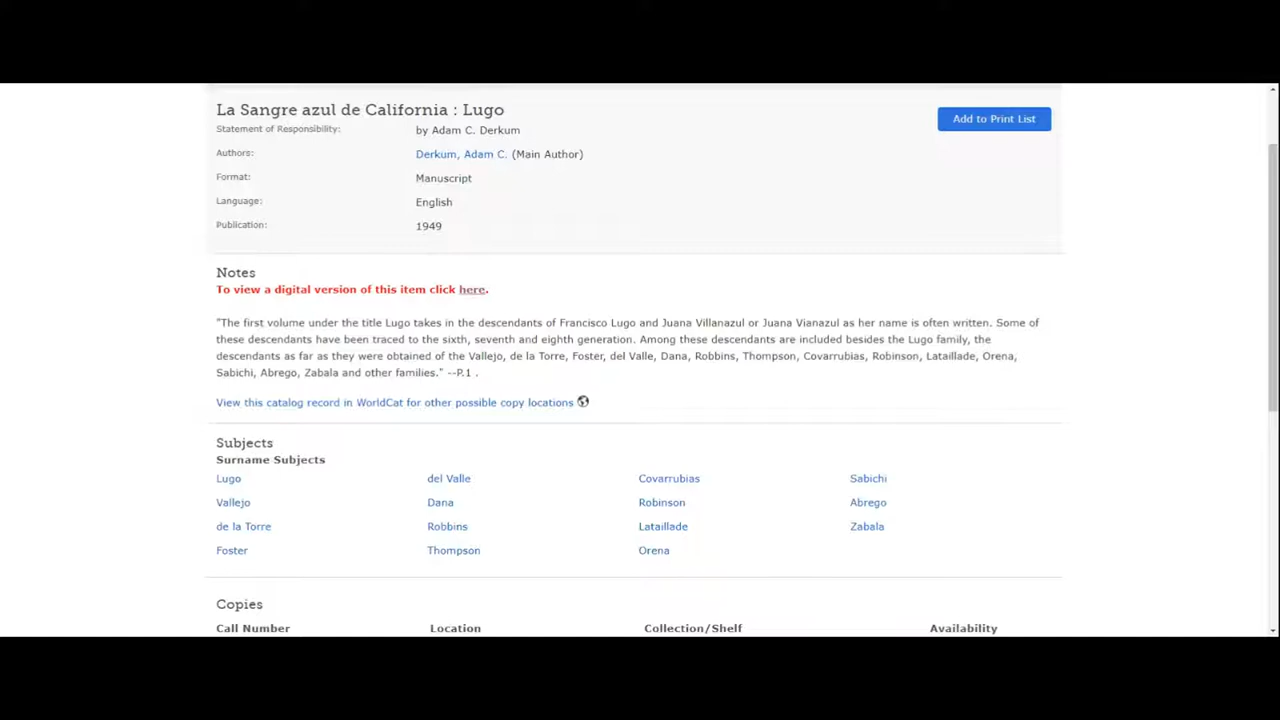 La Sangre azul de California : Lugo
Add to Print List
Statement of Responsibility: by Adam C. Derkum
Authors: Derkum, Adam C. (Main Author)
Format: Manuscript
Language: English
Publication: 1949
Notes
To view a digital version of this item click here.
"The first volume under the title Lugo takes in the descendants of Francisco Lugo and Juana Villanazul or Juana Vianazul as her name is often written. Some of
these descendants have been traced to the sixth, seventh and eighth generation. Among these descendants are included besides the Lugo family, the
descendants as far as they were obtained of the Vallejo, de la Torre, Foster, del Valle, Dana, Robbins, Thompson, Covarrubias, Robinson, Lataillade, Orena,
Sabichi, Abrego, Zabala and other families." --P.1 .
View this catalog record in WorldCat for other possible copy locations
Subjects
Surname Subjects
Lugo del Valle Covarrubias Sabichi
Vallejo Dana Robinson Abrego
de la Torre Robbins Lataillade Zabala
Foster Thompson Orena
Copies
Call Number Location Collection/Shelf Availability